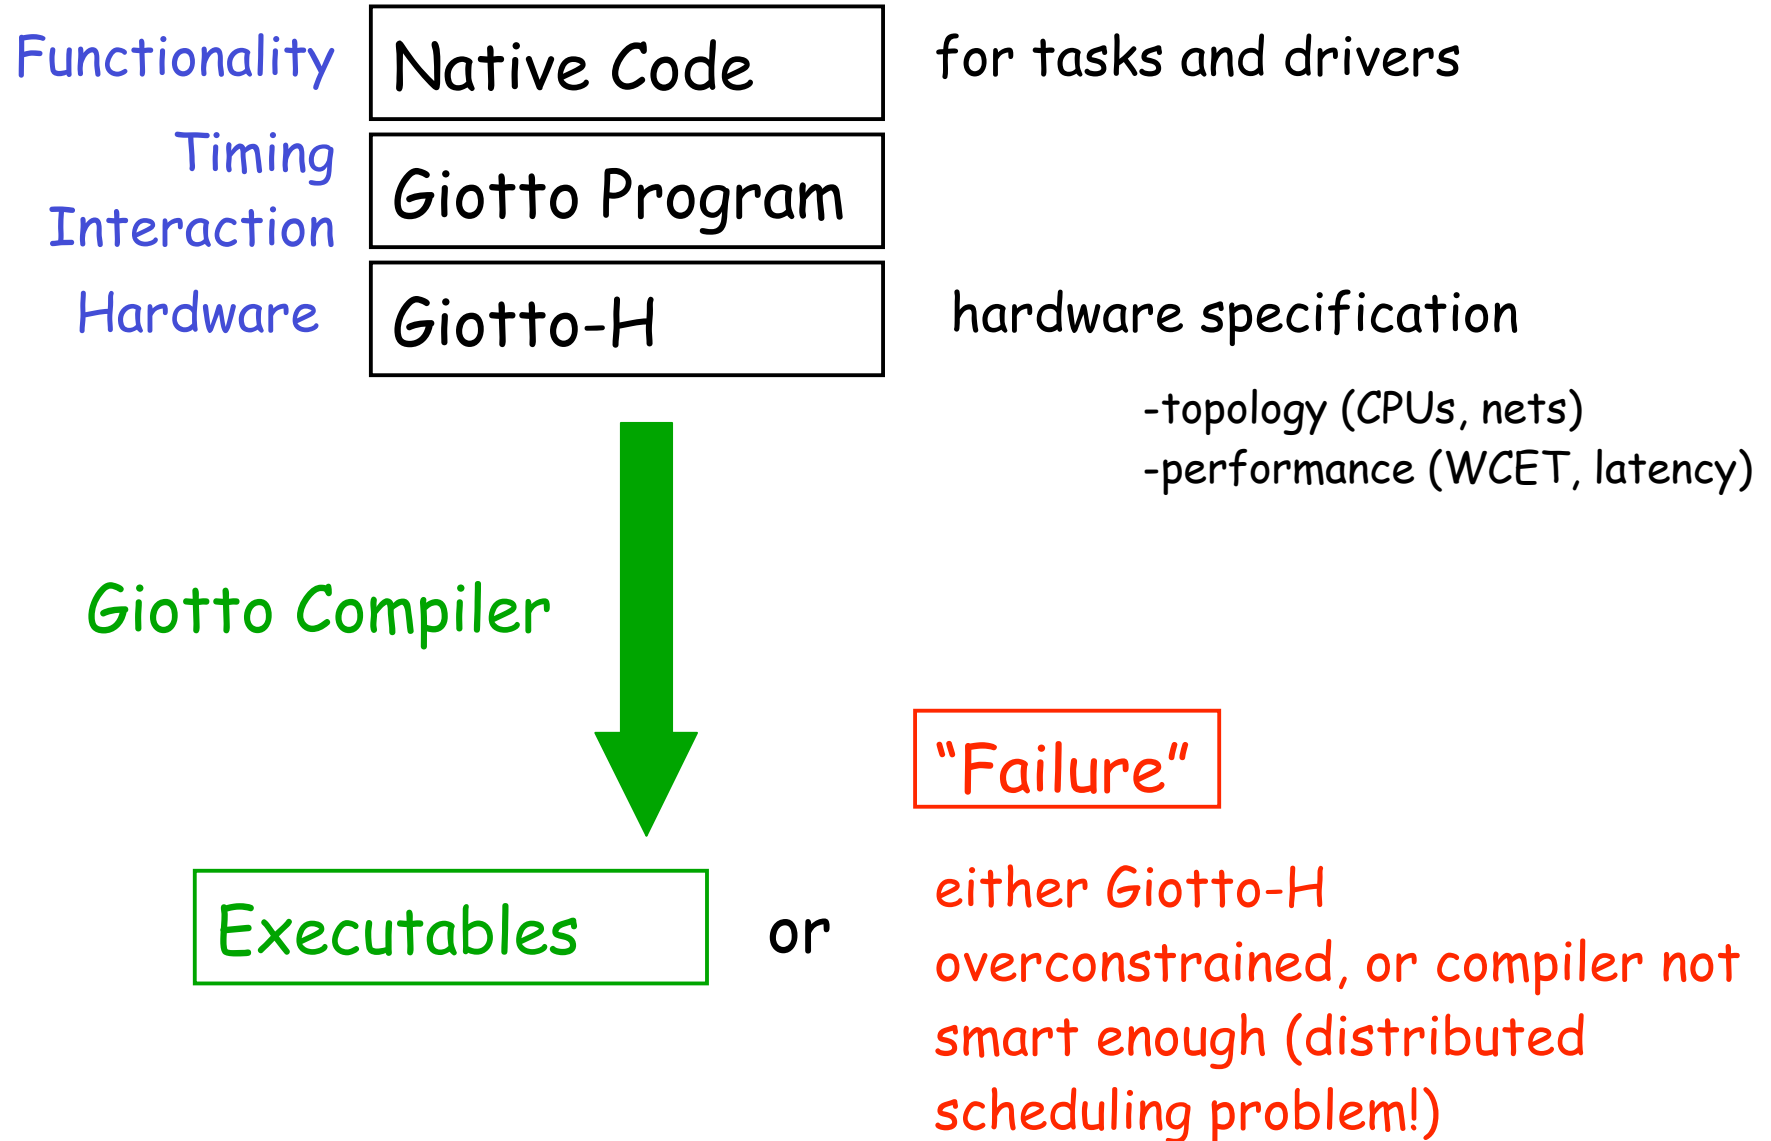 Functionality
Native Code
for tasks and drivers
Timing
Interaction
Giotto Program
Hardware
Giotto-H
hardware specification
-topology (CPUs, nets)
-performance (WCET, latency)
Giotto Compiler
“Failure”
Executables
or
either Giotto-H
overconstrained, or compiler not
smart enough (distributed
scheduling problem!)